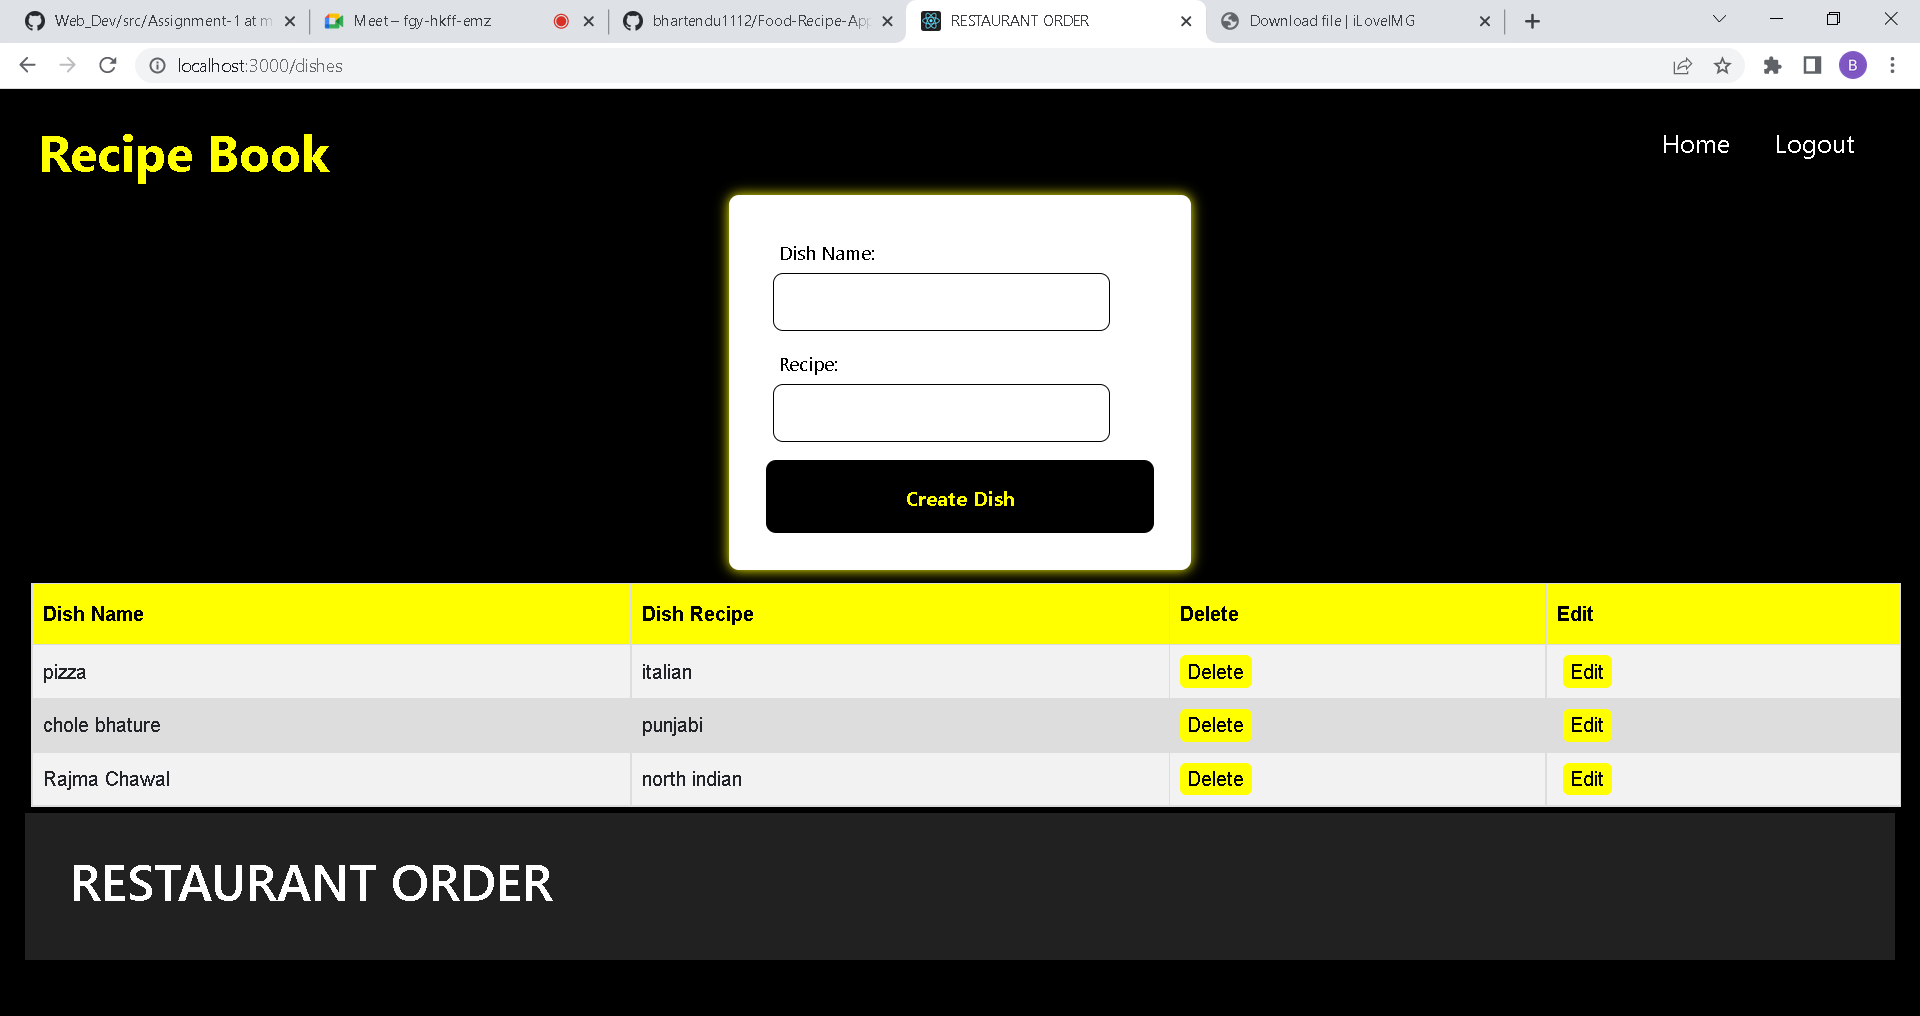 Web_Dev/src/Assignment-1 at m
Meet – fgy-hkff-emz
bhartendu1112/Food-Recipe-App
RESTAURANT ORDER
Download file | iLoveIMG
localhost:3000/dishes
B
Recipe Book
Home Logout
Dish Name:
Recipe:
Create Dish
Dish Name Dish Recipe Delete Edit
pizza italian Delete Edit
chole bhature punjabi Delete Edit
Rajma Chawal north indian Delete Edit
RESTAURANT ORDER